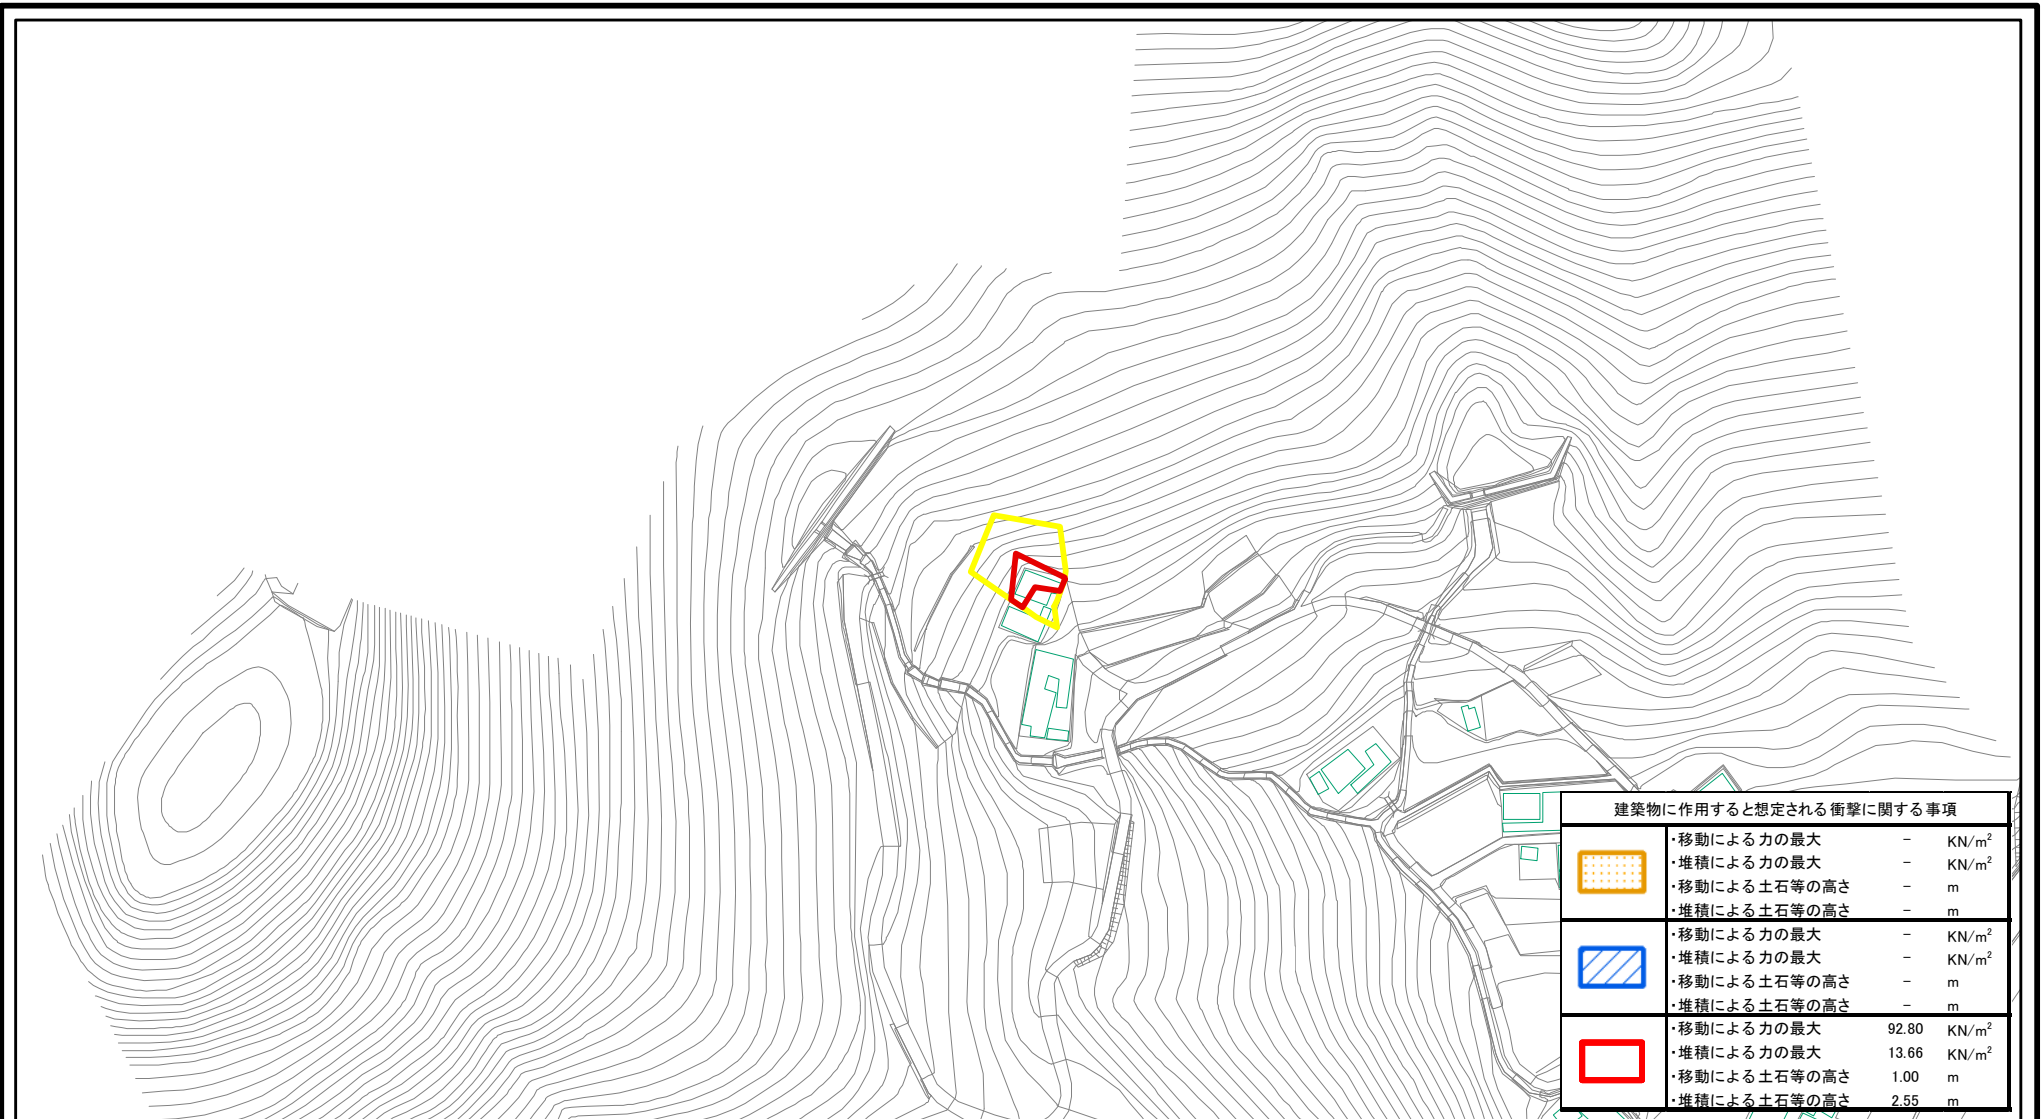 建築物に作用すると想定される衝撃に関する事項
・移動による力の最大 － KN/m²
・堆積による力の最大 － KN/m²
・移動による土石等の高さ － m
・堆積による土石等の高さ － m
・移動による力の最大 － KN/m²
・堆積による力の最大 － KN/m²
・移動による土石等の高さ － m
・堆積による土石等の高さ － m
・移動による力の最大 92.80 KN/m²
・堆積による力の最大 13.66 KN/m²
・移動による土石等の高さ 1.00 m
・堆積による土石等の高さ 2.55 m